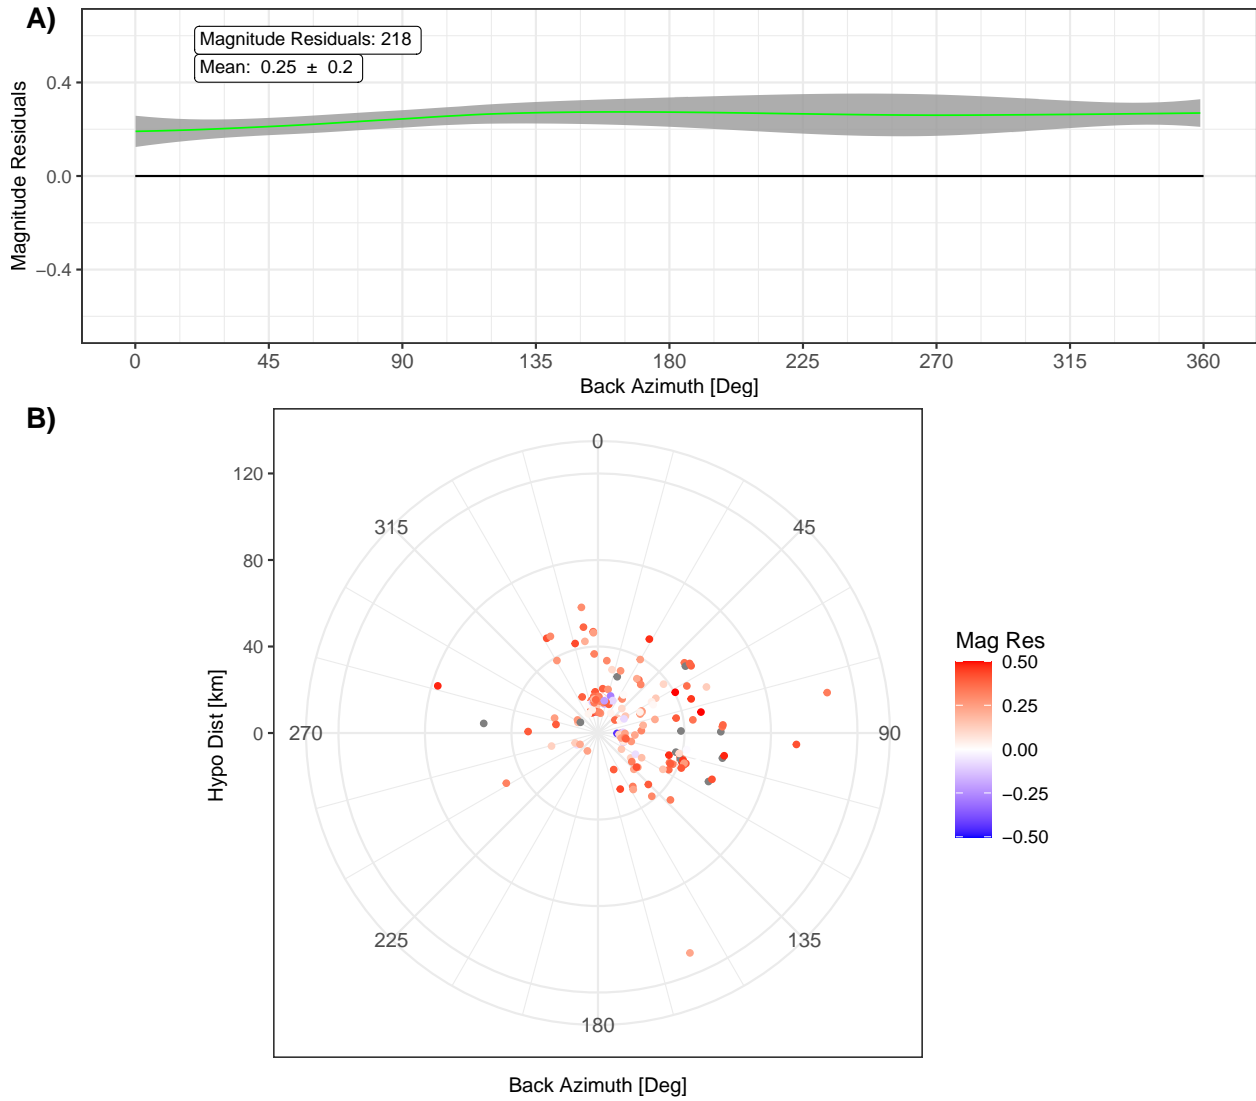 A)
Magnitude Residuals: 218
Mean:  0.25  ±  0.2
0.4
0.0
−0.4
Magnitude Residuals
0 45 90 135 180 225 270 315 360
Back Azimuth [Deg]
B)
0
45
90
135
180
225
270
315
120
80
40
0
Hypo Dist [km]
Back Azimuth [Deg]
Mag Res
0.50
0.25
0.00
−0.25
−0.50